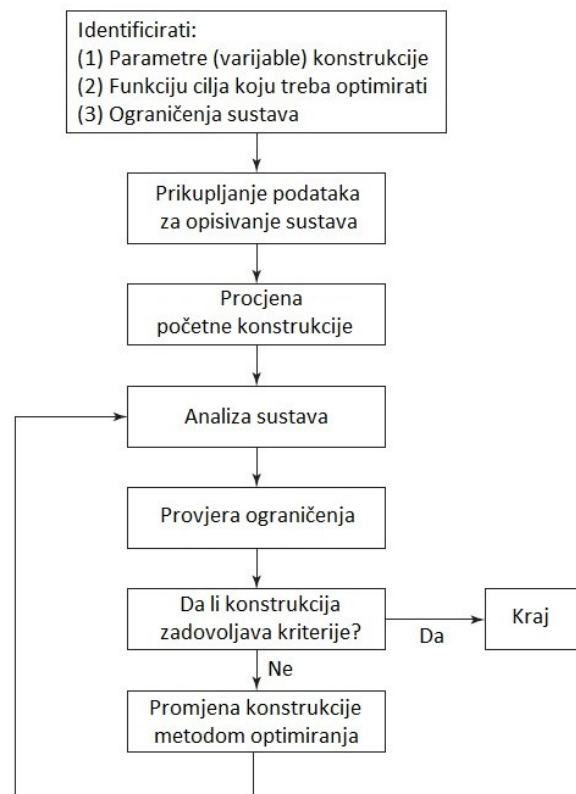 Identificirati:
(1) Parametre (varijable) konstrukcije
(2) Funkciju cilja koju treba optimirati
(3) Ograničenja sustava
Prikupljanje podataka
za opisivanje sustava
Procjena
početne konstrukcije
Analiza sustava
Provjera ograničenja
Da li konstrukcija
zadovoljava kriterije?
Da
Kraj
Ne
Promjena konstrukcije
metodom optimiranja